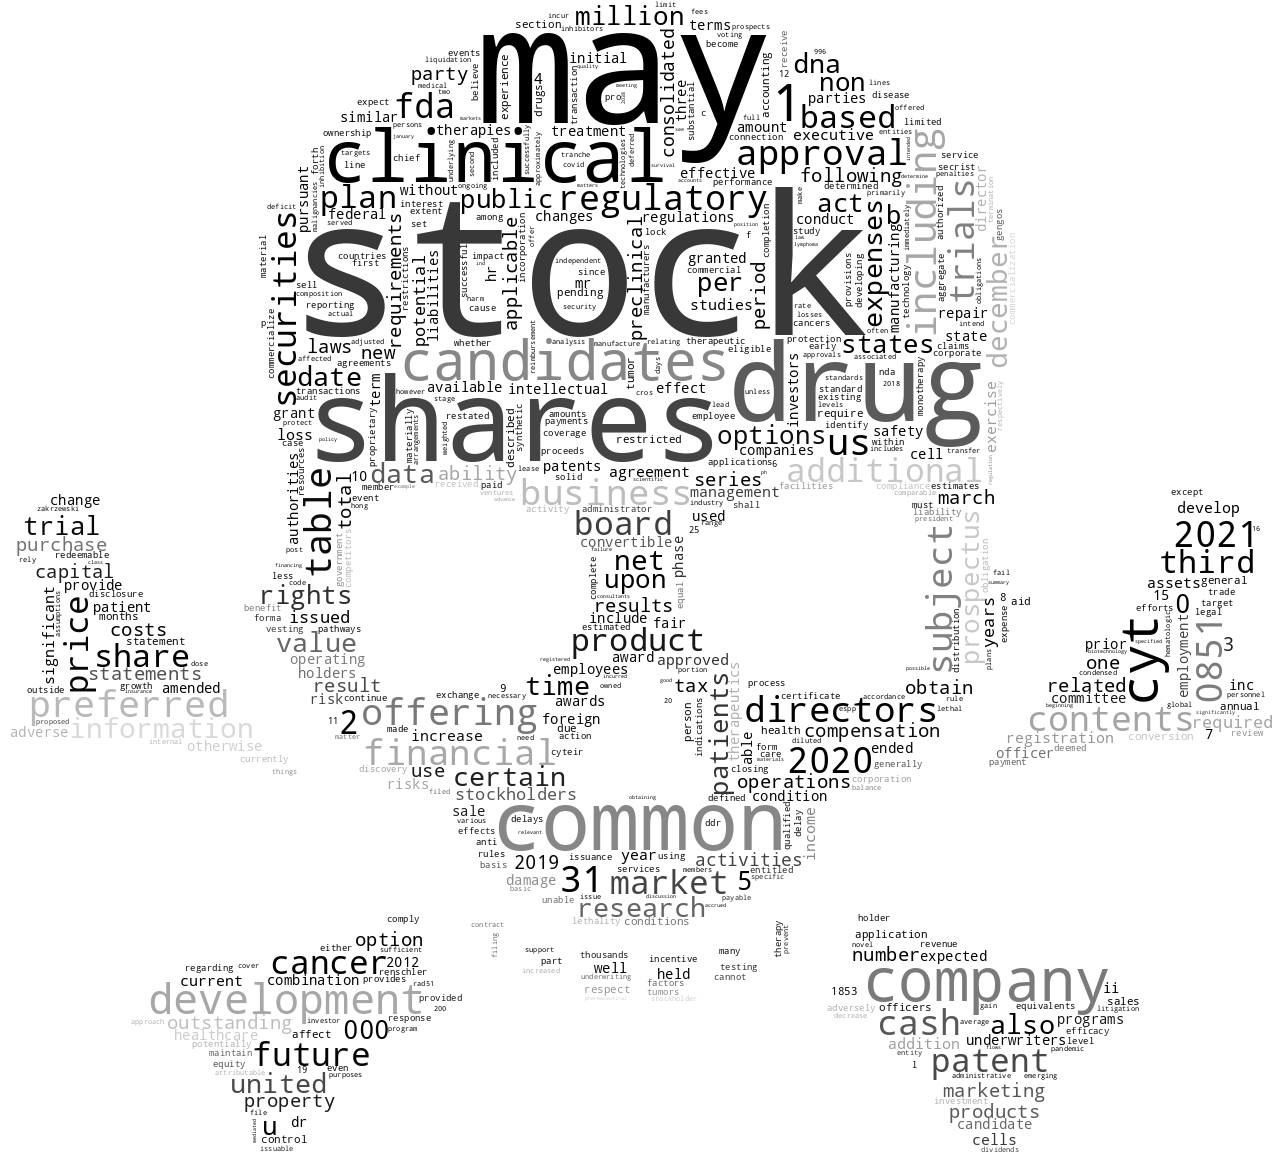 fees
limit
incur
million
section
inhibitors
terms
prospects
voting
become
may
events
liquidation
party
medical
two
believe
experience
initial
quality
transaction
drugs4
pro
meeting
consolidated
three
substantial
accounting
receive
996
12
dna
non
lines
disease
parties
offered
limited
entities
expect
similar
fda
persons
markets
january
ownership
therapies
treatment
1
based
amount
connection
executive
clinical
approval
targets
line
chief
forth
inhibition
pursuant
malignancies
underlying
second
included
successfully
approximately
tranche
covid
technologies
deferred
survival
effective
performance
accounts
following
determined
primarily
intended
determine
including
service
secrist
penalties
director
termination
trials
plan
without
interest
ongoing
public
matters
regulatory
act
conduct
b
make
immediately
authorized
gengos
deficit
federal
served
extent
set
among
changes
regulations
position
lock
f
completion
study
law
lymphoma
expenses
manufacturing
technology
aggregate
obligations
december
commercialization
material
securities
countries
first
requirements
restrictions
potential
liabilities
successful
impact
ind
hr
applicable
incorporation
offer
independent
since
mr
pending
security
preclinical
manufacturers
granted
commercial
per
studies
period
stock
provisions
developing
rate
losses
cancers
often
repair
intend
sell
composition
reporting
actual
harm
cause
commercialize
laws
adjusted
affected
new
agreements
whether
reimbursement
analysis
manufacture
relating
therapeutic
eligible
protection
early
approvals
states
associated
state
claims
corporate
date
transactions
audit
candidates
tumor
days
investors
unless
standards
nda
2018
monotherapy
drug
exercise
respectively
grant
protect
loss
case
policy
term
proprietary
however
materially
arrangements
available
stage
weighted
restated
intellectual
described
synthetic
cros
amounts
payments
coverage
proceeds
effect
lead
employee
restricted
shares
options
companies
standard
existing
levels
require
identify
us
safety
within
includes
cell
transfer
regulation
authorities
resources
table
total
10
member
example
event
hong
data
paid
ability
received
ventures
advance
lease
patents
solid
scientific
agreement
applications
6
ph
series
additional
facilities
compliance
comparable
estimates
march
business
activity
administrator
management
industry
shall
must
liability
president
board
convertible
used
range
25
change
zakrzewski
trial
purchase
rely
redeemable
class
capital
provide
disclosure
patient
months
significant
assumptions
costs
statement
price
share
statements
dose
growth
insurance
amended
outside
preferred
proposed
adverse
information
internal
otherwise
currently
things
post
government
competitors
financing
less
code
rights
benefit
forma
issued
vesting
pathways
value
operating
holders
result
risk
continue
failure
net
upon
complete
consultants
results
include
estimated
fair
equal
phase
product
registered
award
employees
incurred
owned
approved
portion
good
tax
20
subject
prospectus
obligation
fail
summary
years
8
aid
expense
plans
distribution
possible
except
develop
2021
16
third
assets
general
trade
15
0
target
efforts
legal
specified
hematologic
cyt
employment
0851
3
prior
biotechnology
one
condensed
related
committee
beginning
inc
personnel
annual
global
significantly
contents
required
registration
deemed
conversion
7
review
officer
payment
11
2
matter
made
offering
exchange
9
necessary
time
awards
foreign
need
due
action
increase
cyteir
financial
discovery
risks
use
filed
certain
stockholders
person
indications
patients
therapeutics
process
certificate
accordance
espp
obtain
rule
lethal
directors
health
compensation
diluted
able
form
care
materials
2020
ended
generally
closing
operations
corporation
balance
defined
condition
obtaining
sale
various
effects
anti
rules
basis
delays
relevant
ddr
common
qualified
delay
income
2019
issuance
year
using
activities
entitled
specific
damage
basic
31
services
members
market
5
unable
issue
discussion
payable
research
accrued
lethality
conditions
comply
option
either
sufficient
cancer
2012
regarding
cover
renschler
current
combination
provides
rad51
development
provided
200
approach
outstanding
investor
000
response
program
healthcare
affect
potentially
maintain
future
equity
attributable
19
even
purposes
united
property
file
u
dr
mediated
control
issuable
contract
filing
support
part
increased
thousands
well
underwriting
respect
pharmaceutical
incentive
held
factors
tumors
stockholder
many
testing
cannot
therapy
prevent
holder
application
novel
revenue
number
expected
company
1853
ii
adversely
decrease
officers
gain
equivalents
sales
litigation
cash
average
also
programs
efficacy
addition
underwriters
level
entity
flows
pandemic
1
patent
administrative
emerging
marketing
investment
products
candidate
cells
dividends